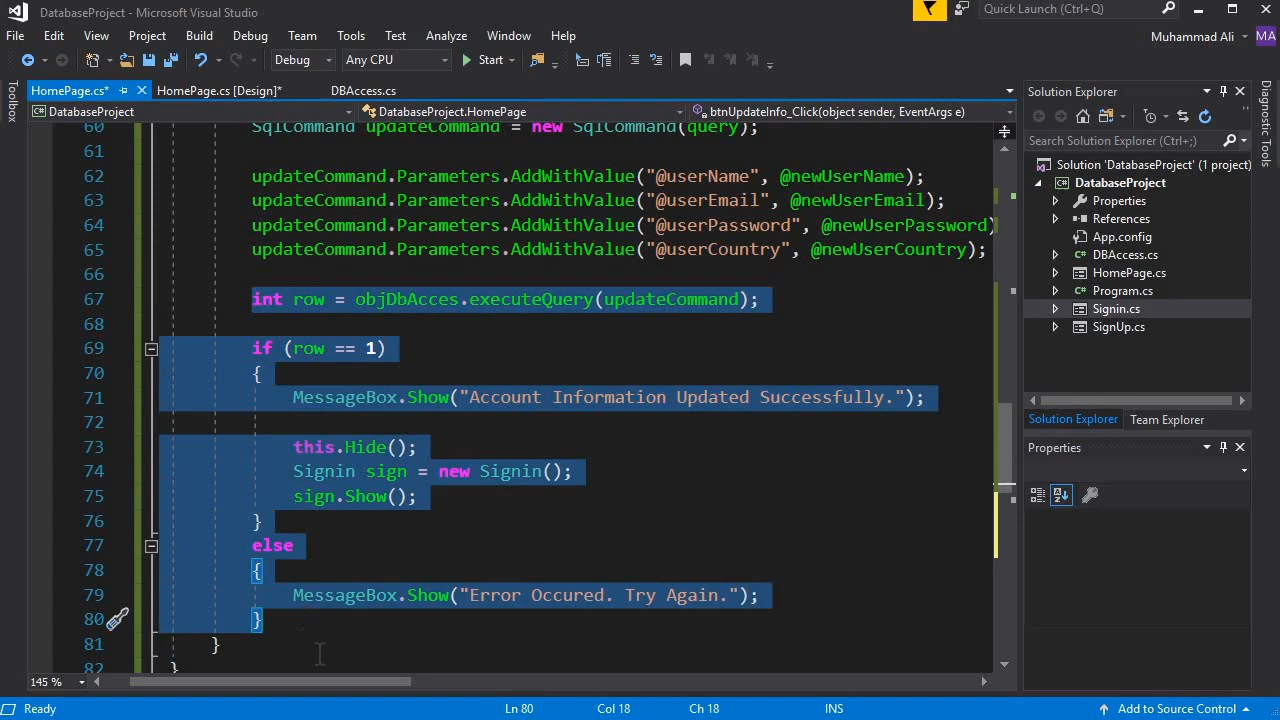 DatabaseProject - Microsoft Visual Studio
Quick Launch (Ctrl+Q)
File Edit View Project Build Debug Team Tools Test Analyze Window Help
Muhammad Ali MA
Debug Any CPU Start
Toolbox
HomePage.cs* HomePage.cs [Design]* DBAccess.cs
DatabaseProject DatabaseProject.HomePage btnUpdateInfo_Click(object sender, EventArgs e)
60 SqlCommand updateCommand = new SqlCommand(query);
61
62 updateCommand.Parameters.AddWithValue("@userName", @newUserName);
63 updateCommand.Parameters.AddWithValue("@userEmail", @newUserEmail);
64 updateCommand.Parameters.AddWithValue("@userPassword", @newUserPassword)
65 updateCommand.Parameters.AddWithValue("@userCountry", @newUserCountry);
66
67 int row = objDbAcces.executeQuery(updateCommand);
68
69 if (row == 1)
70 {
71 MessageBox.Show("Account Information Updated Successfully.");
72
73 this.Hide();
74 Signin sign = new Signin();
75 sign.Show();
76 }
77 else
78 {
79 MessageBox.Show("Error Occured. Try Again.");
80 }
81 }
82 }
145 %
Solution Explorer
Search Solution Explorer (Ctrl+;)
Solution 'DatabaseProject' (1 project)
DatabaseProject
Properties
References
App.config
DBAccess.cs
HomePage.cs
Program.cs
Signin.cs
SignUp.cs
Solution Explorer Team Explorer
Properties
Diagnostic Tools
Ready Ln 80 Col 18 Ch 18 INS Add to Source Control